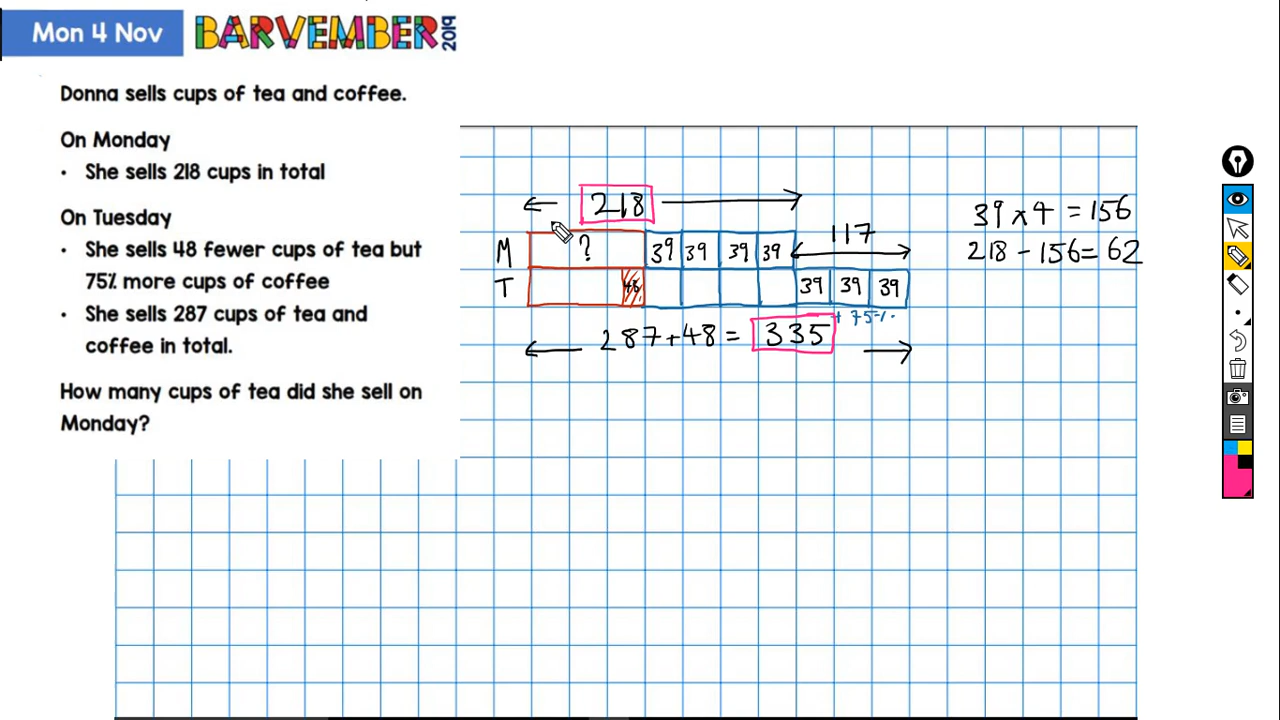 Mon 4 Nov
BARVEMBER 2019
Donna sells cups of tea and coffee.
On Monday
• She sells 218 cups in total
On Tuesday
• She sells 48 fewer cups of tea but
75% more cups of coffee
• She sells 287 cups of tea and
coffee in total.
How many cups of tea did she sell on
Monday?
218
M ? 39 39 39 39 117
T 48 39 39 39
+ 75%
287+48 = 335
39 x 4 = 156
218 - 156 = 62